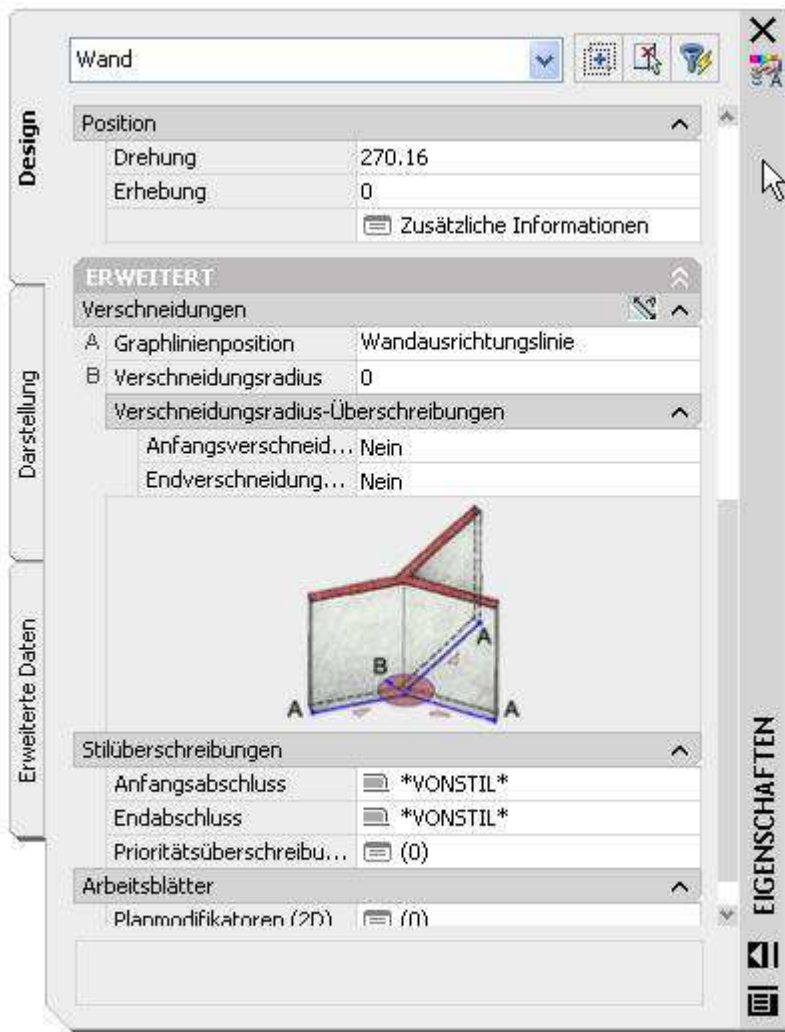 Wand
Design
Darstellung
Erweiterte Daten
Position
Drehung 270.16
Erhebung 0
Zusätzliche Informationen
ERWEITERT
Verschneidungen
A Graphlinienposition Wandausrichtungslinie
B Verschneidungsradius 0
Verschneidungsradius-Überschreibungen
Anfangsverschneid... Nein
Endverschneidung... Nein
A
B
A
A
Stilüberschreibungen
Anfangsabschluss *VONSTIL*
Endabschluss *VONSTIL*
Prioritätsüberschreibu... (0)
Arbeitsblätter
Planmodifikatoren (2D) (0)
EIGENSCHAFTEN